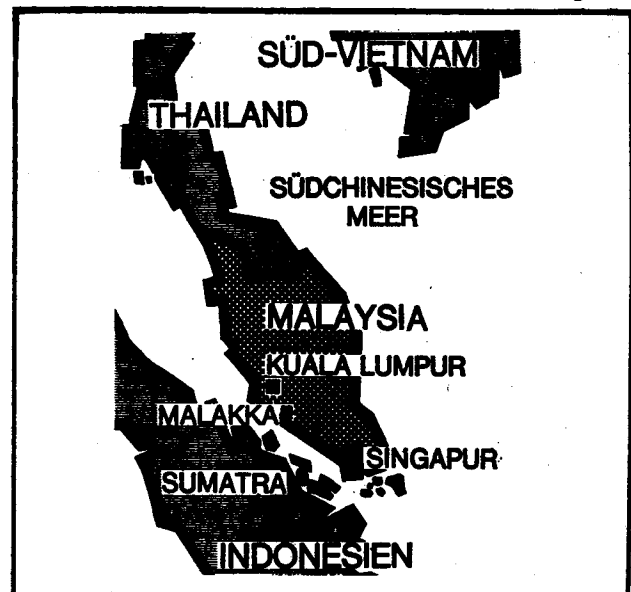 SÜD-VIETNAM
THAILAND
SÜDCHINESISCHES
MEER
MALAYSIA
KUALA LUMPUR
MALAKKA
SINGAPUR
SUMATRA
INDONESIEN